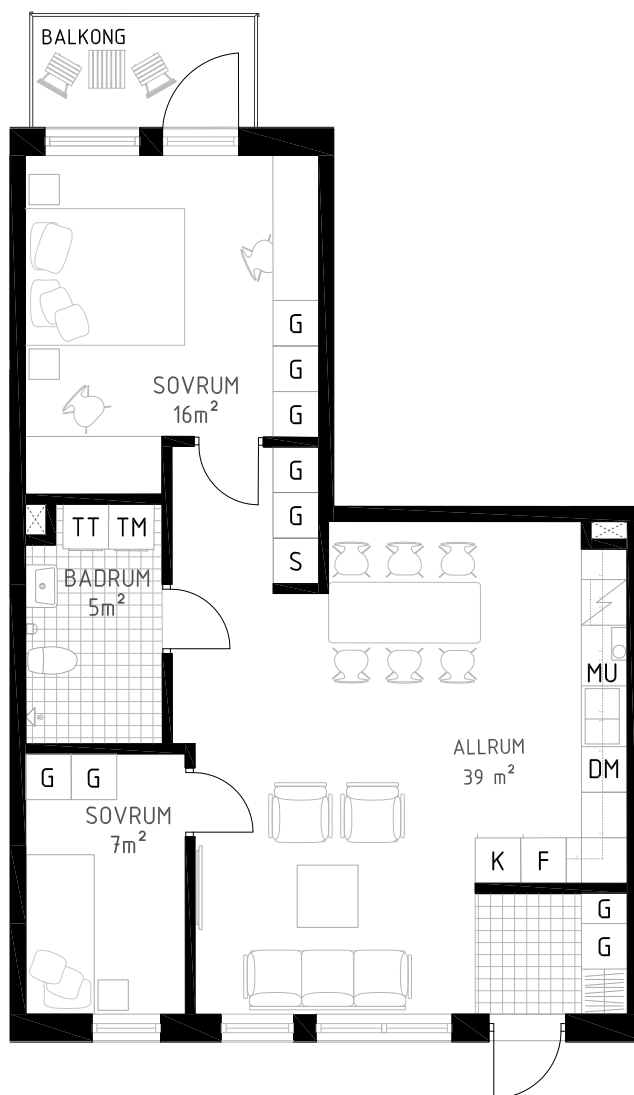 BALKONG
G
G
SOVRUM
16m²
G
G
G
S
TT TM
BADRUM
5m²
MU
ALLRUM
39 m²
DM
G G
SOVRUM
7m²
K F
G
G